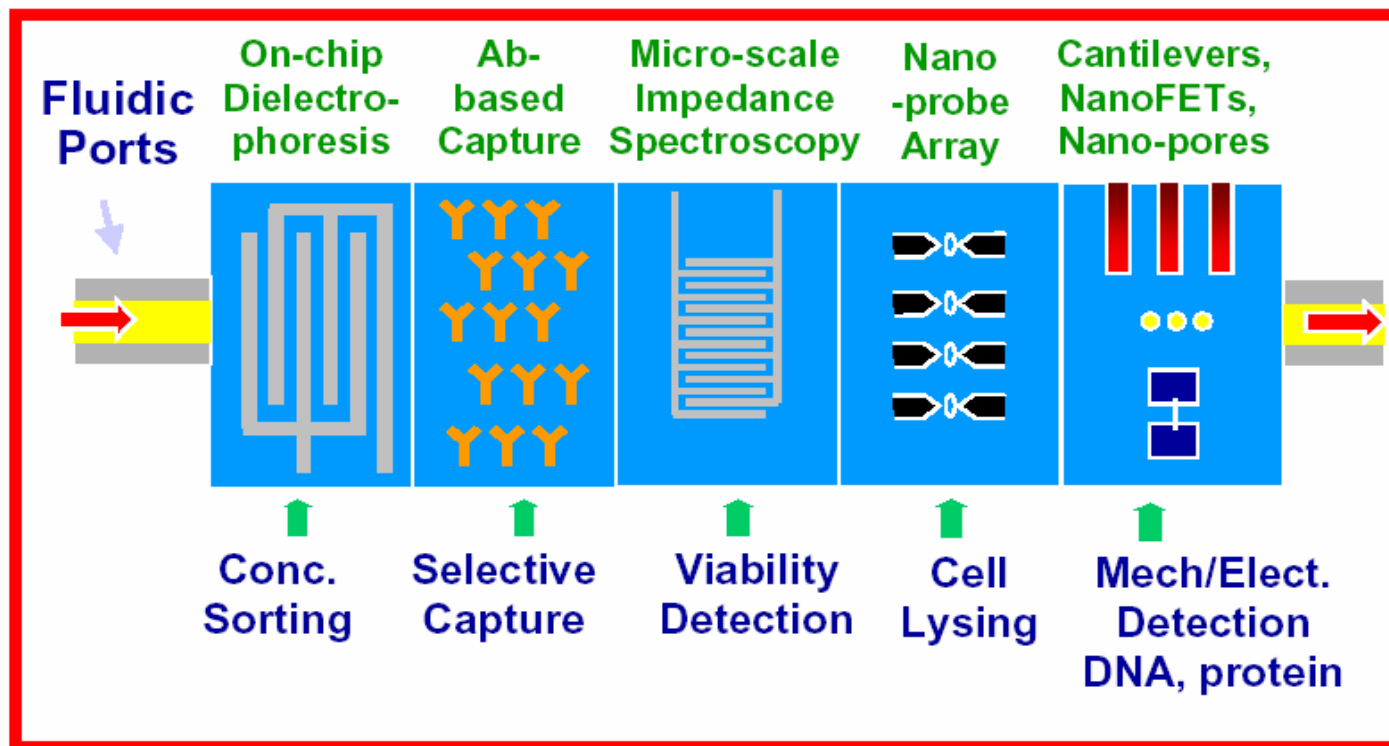 Fluidic
Ports
On-chip
Dielectro-
phoresis
Ab-
based
Capture
Micro-scale
Impedance
Spectroscopy
Nano
-probe
Array
Cantilevers,
NanoFETs,
Nano-pores
Conc.
Sorting
Selective
Capture
Viability
Detection
Cell
Lysing
Mech/Elect.
Detection
DNA, protein